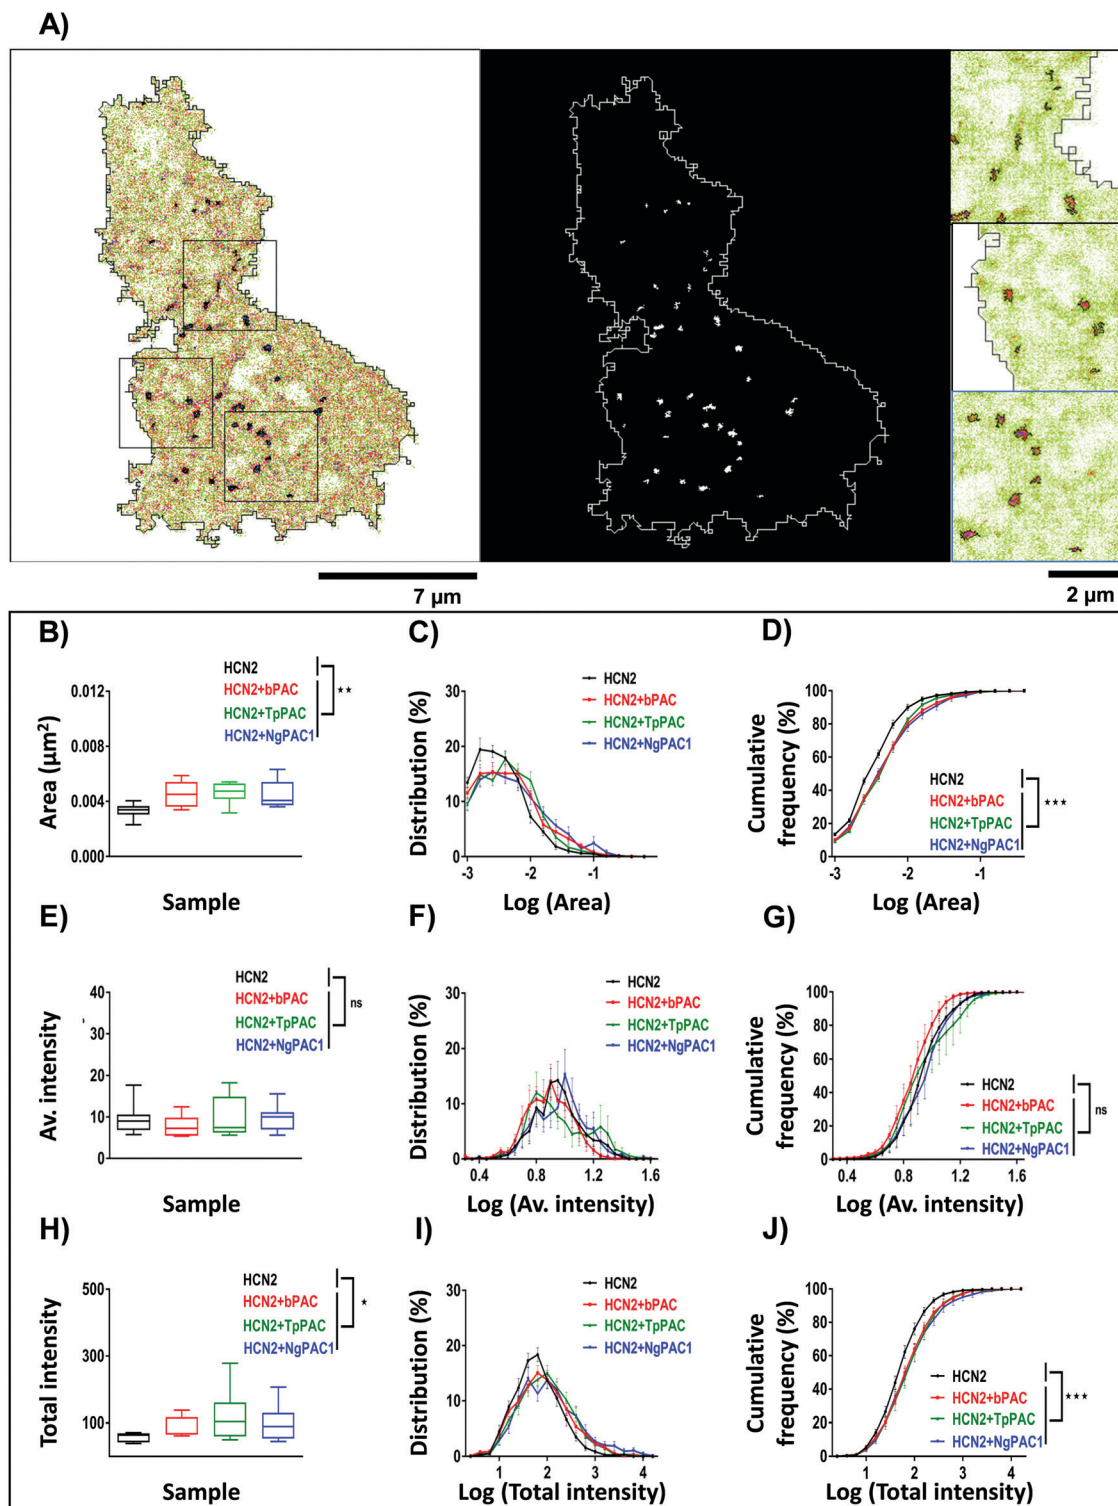 A)
7 µm
2 µm
B)
HCN2
HCN2+bPAC
HCN2+TpPAC
HCN2+NgPAC1
★★
Area (µm²)
0.012
0.008
0.004
0.000
Sample
C)
HCN2
HCN2+bPAC
HCN2+TpPAC
HCN2+NgPAC1
Distribution (%)
30
20
10
0
-3
-2
-1
Log (Area)
D)
Cumulative
frequency (%)
100
80
60
40
20
0
HCN2
HCN2+bPAC
HCN2+TpPAC
HCN2+NgPAC1
★★★
-3
-2
-1
Log (Area)
E)
HCN2
HCN2+bPAC
HCN2+TpPAC
HCN2+NgPAC1
ns
Av. intensity
40
30
20
10
0
Sample
F)
HCN2
HCN2+bPAC
HCN2+TpPAC
HCN2+NgPAC1
Distribution (%)
30
20
10
0
0.4
0.8
1.2
1.6
Log (Av. intensity)
G)
Cumulative
frequency (%)
100
80
60
40
20
0
HCN2
HCN2+bPAC
HCN2+TpPAC
HCN2+NgPAC1
ns
0.4
0.8
1.2
1.6
Log (Av. intensity)
H)
HCN2
HCN2+bPAC
HCN2+TpPAC
HCN2+NgPAC1
★
Total intensity
500
300
100
Sample
I)
HCN2
HCN2+bPAC
HCN2+TpPAC
HCN2+NgPAC1
Distribution (%)
30
20
10
0
1
2
3
4
Log (Total intensity)
J)
Cumulative
frequency (%)
100
80
60
40
20
0
HCN2
HCN2+bPAC
HCN2+TpPAC
HCN2+NgPAC1
★★★
1
2
3
4
Log (Total intensity)